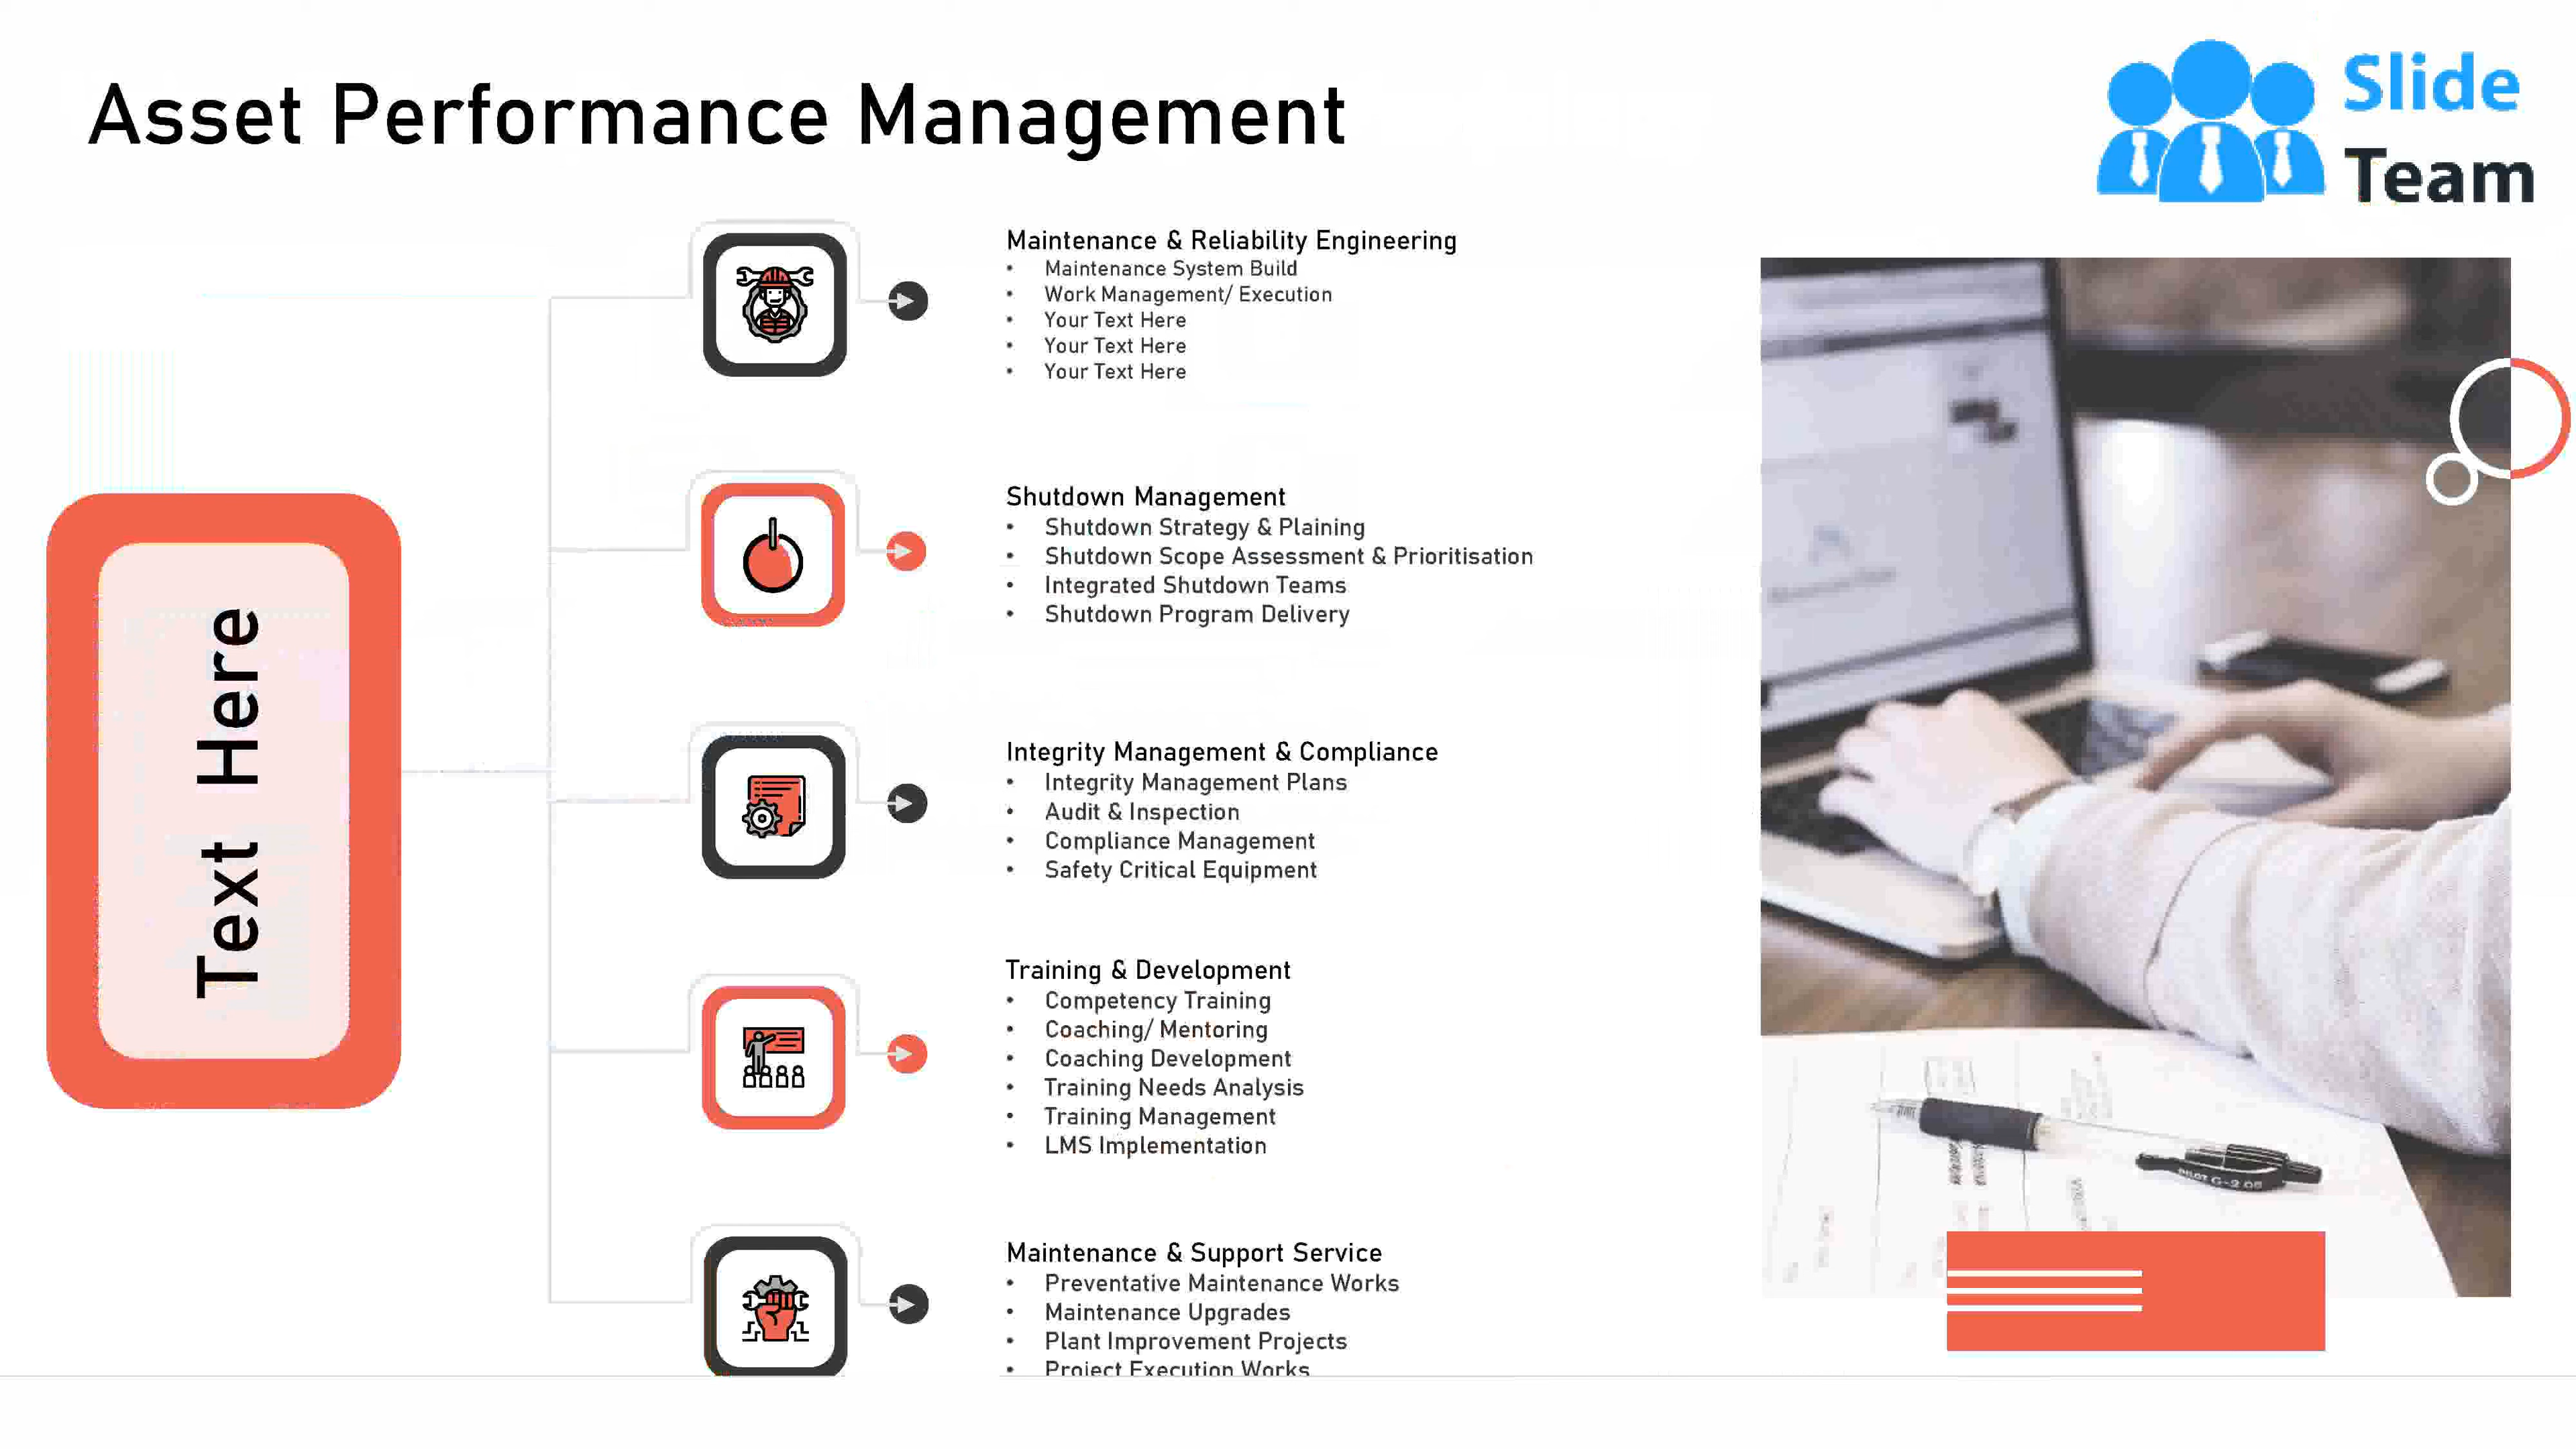 Asset Performance Management
Slide
Team
Text Here
Maintenance & Reliability Engineering
• Maintenance System Build
• Work Management/ Execution
• Your Text Here
• Your Text Here
• Your Text Here
Shutdown Management
• Shutdown Strategy & Plaining
• Shutdown Scope Assessment & Prioritisation
• Integrated Shutdown Teams
• Shutdown Program Delivery
Integrity Management & Compliance
• Integrity Management Plans
• Audit & Inspection
• Compliance Management
• Safety Critical Equipment
Training & Development
• Competency Training
• Coaching/ Mentoring
• Coaching Development
• Training Needs Analysis
• Training Management
• LMS Implementation
Maintenance & Support Service
• Preventative Maintenance Works
• Maintenance Upgrades
• Plant Improvement Projects
• Project Execution Works
PILOT G-2 05